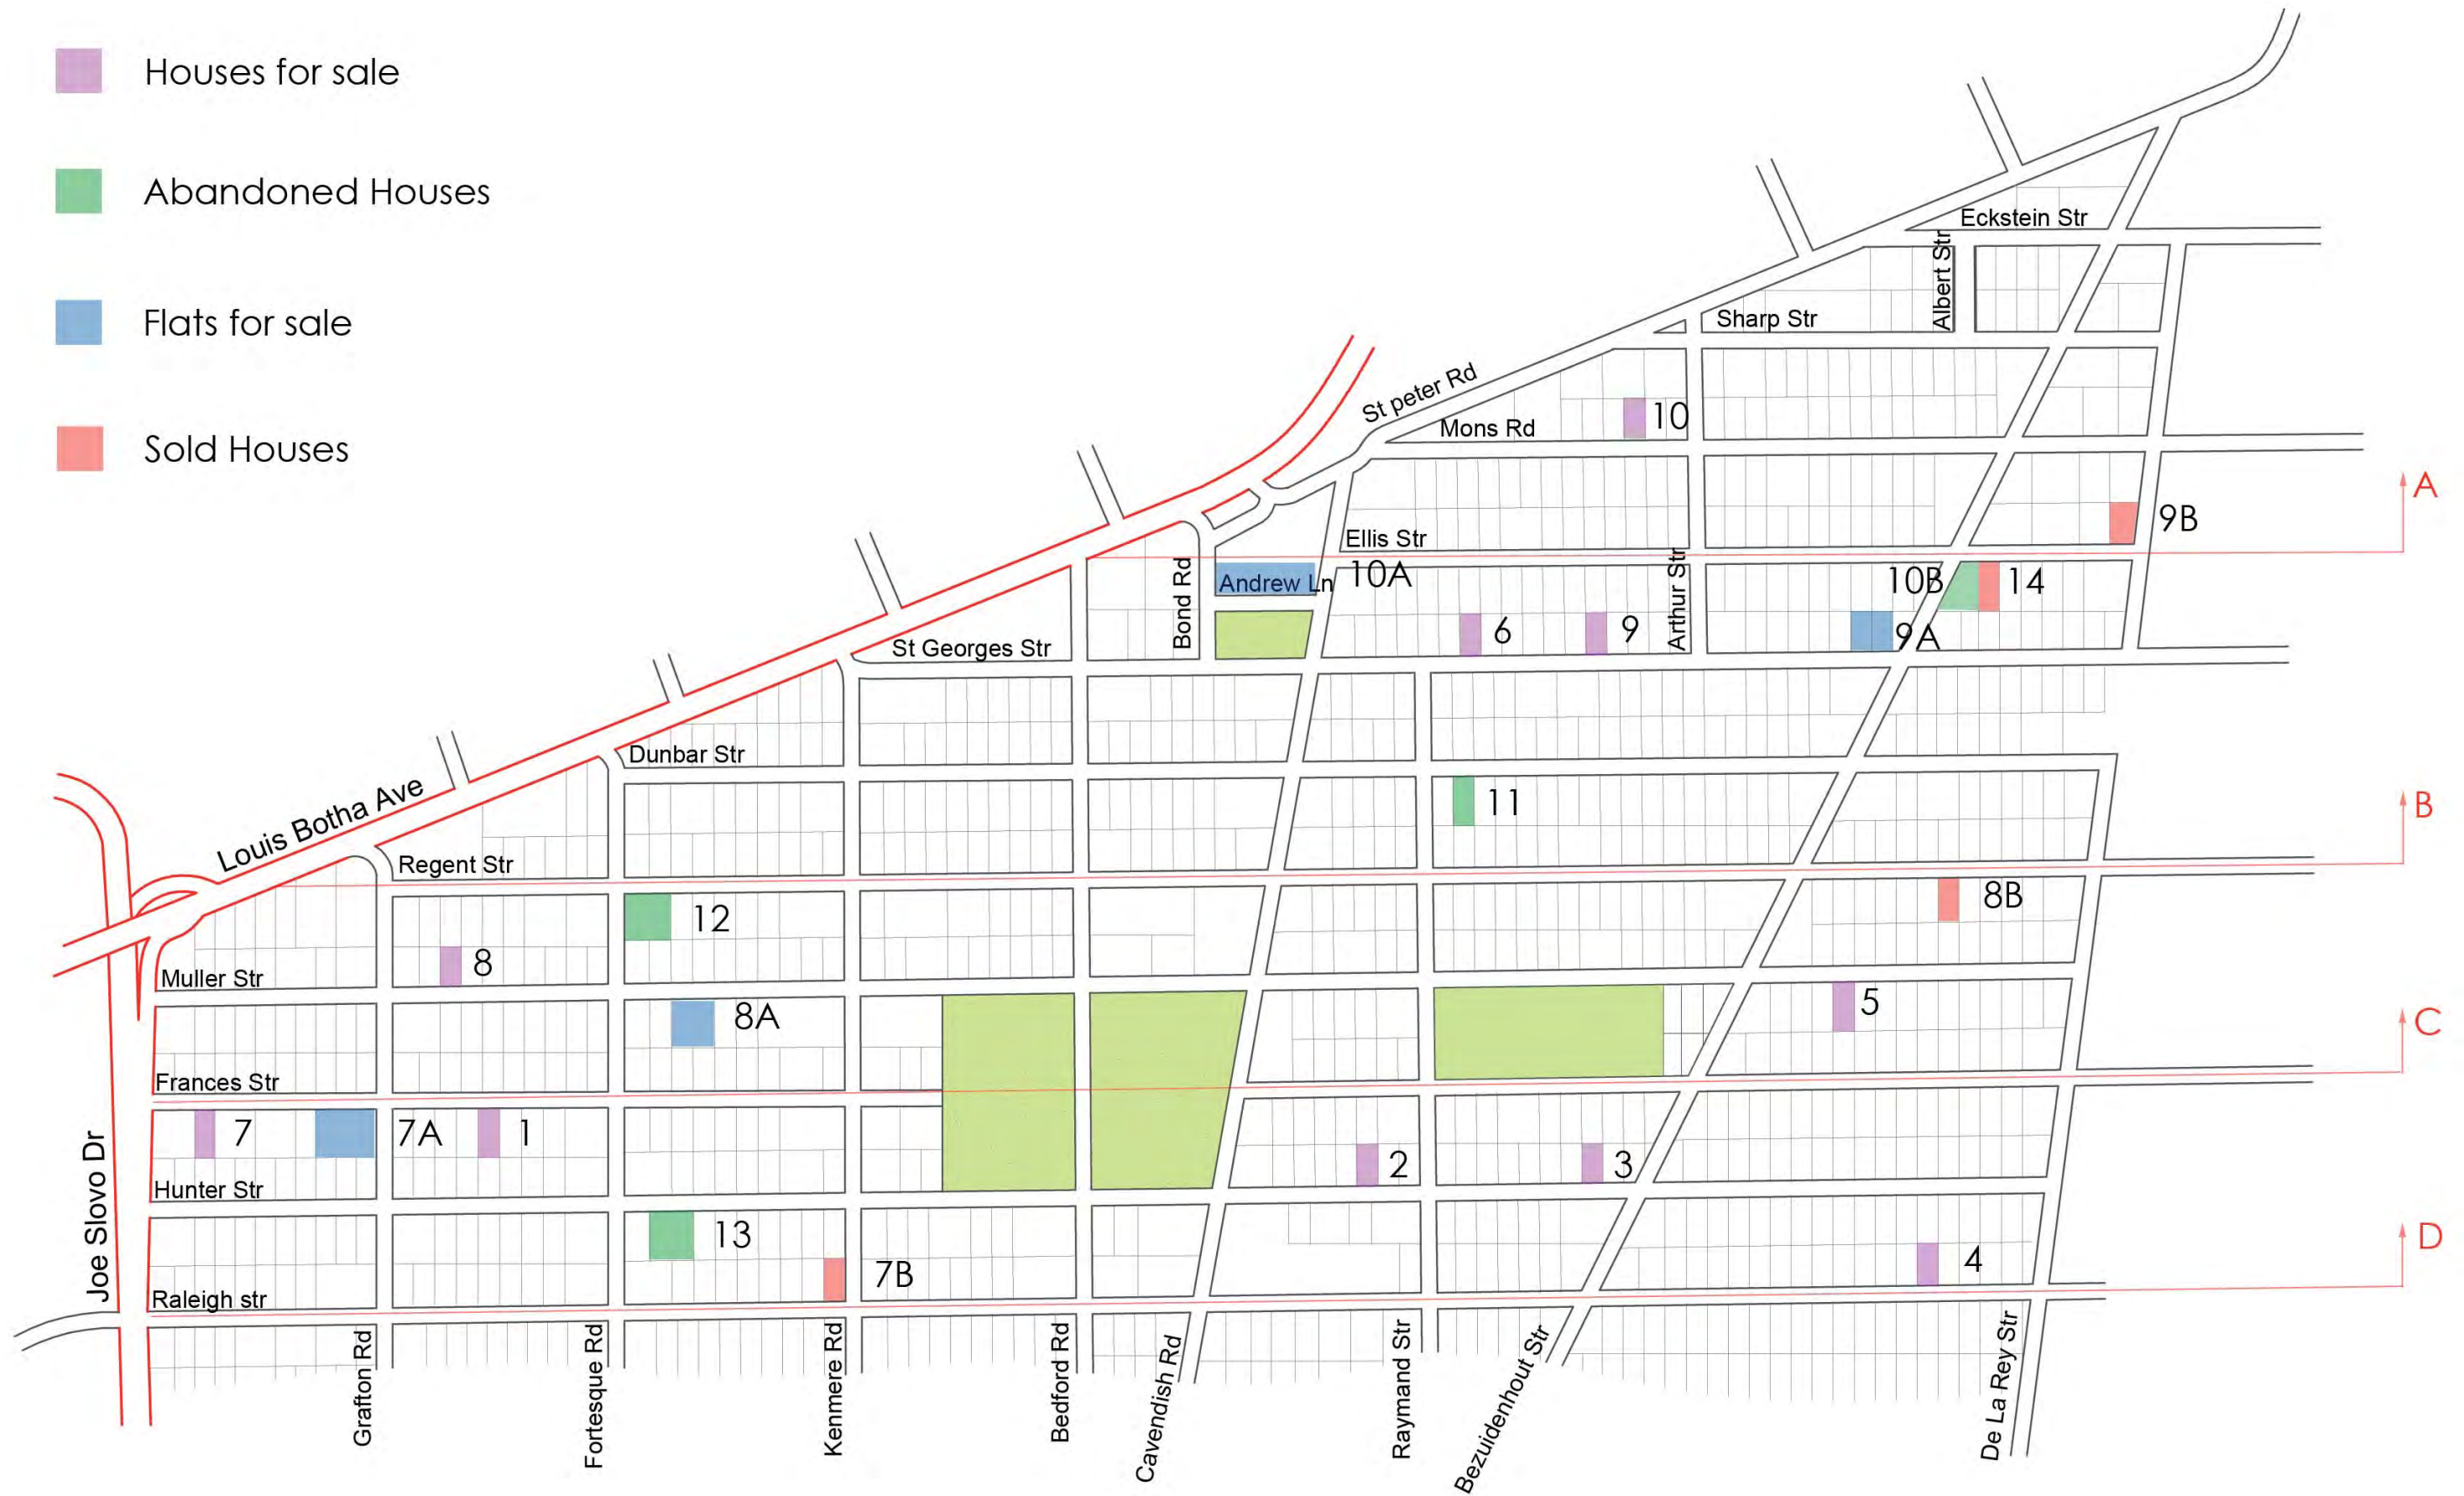 Houses for sale
Abandoned Houses
Flats for sale
Sold Houses
Eckstein Str
Albert Str
Sharp Str
St peter Rd
10
Mons Rd
A
9B
Ellis Str
Andrew Ln
10A
Bond Rd
Arthur Str
10B
14
6
9
9A
St Georges Str
Dunbar Str
Louis Botha Ave
11
B
Regent Str
12
8B
8
Muller Str
8A
5
C
Frances Str
7
7A
1
2
3
Hunter Str
Joe Slovo Dr
13
7B
4
D
Raleigh str
Grafton Rd
Fortesque Rd
Kenmere Rd
Bedford Rd
Cavendish Rd
Raymand Str
Bezuidenhout Str
De La Rey Str